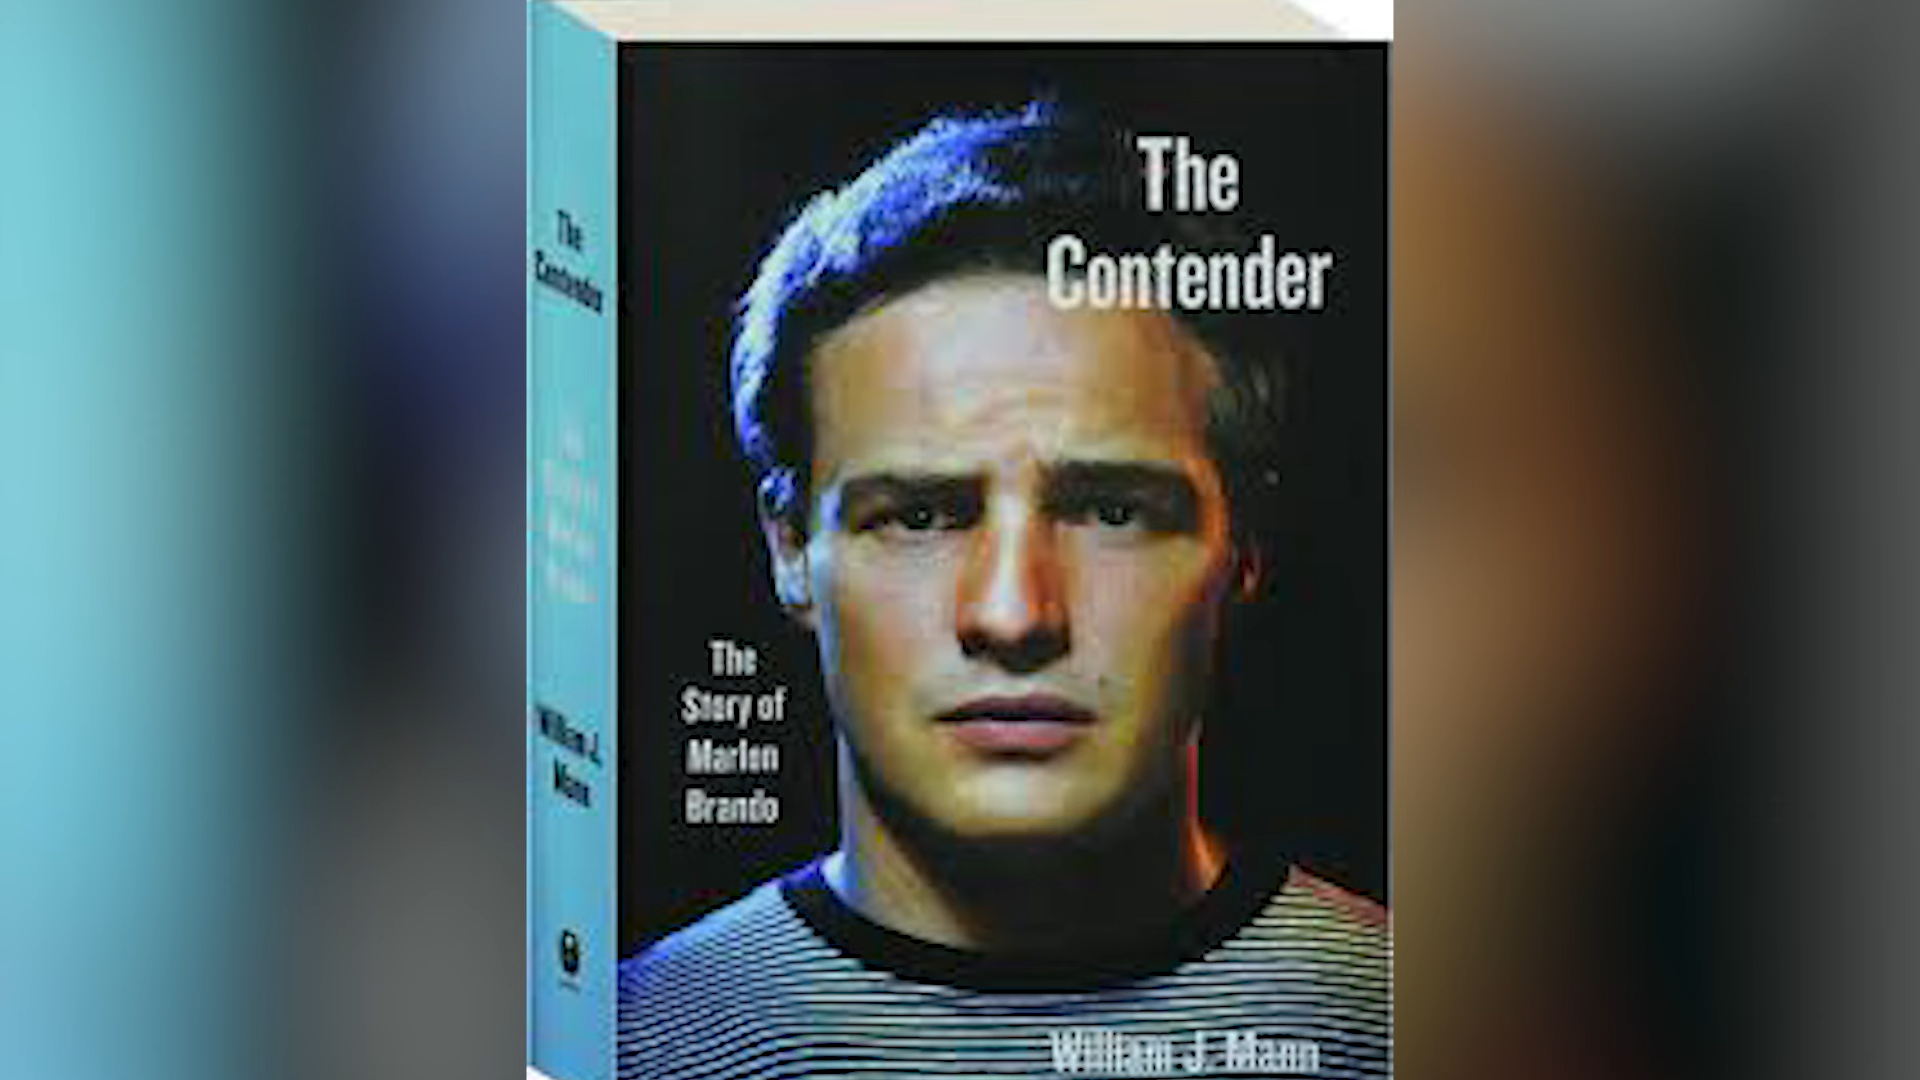 The
Contender
The
Story of
Marlon
Brando
William J. Mann
The
Contender
William J.
Mann